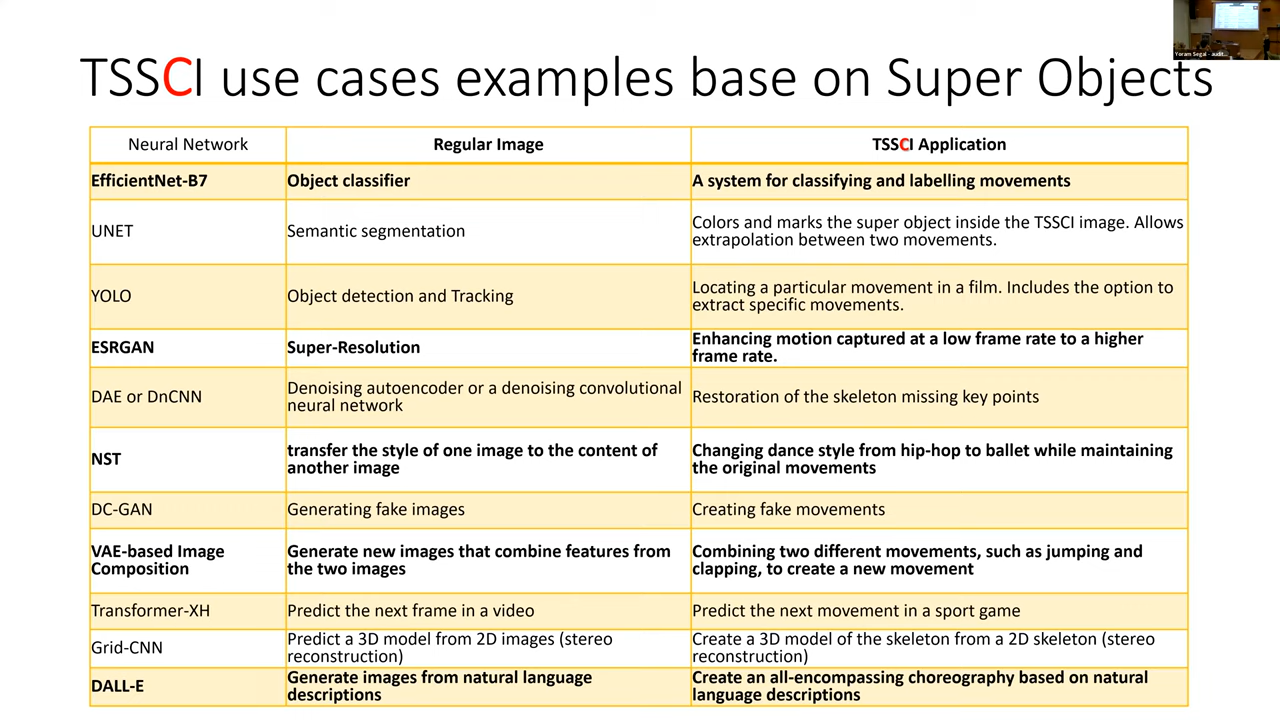 Yoram Segal - audit...
TSSCI use cases examples base on Super Objects
Neural Network
Regular Image
TSSCI Application
EfficientNet-B7
Object classifier
A system for classifying and labelling movements
UNET
Semantic segmentation
Colors and marks the super object inside the TSSCI image. Allows
extrapolation between two movements.
YOLO
Object detection and Tracking
Locating a particular movement in a film. Includes the option to
extract specific movements.
ESRGAN
Super-Resolution
Enhancing motion captured at a low frame rate to a higher
frame rate.
DAE or DnCNN
Denoising autoencoder or a denoising convolutional
neural network
Restoration of the skeleton missing key points
NST
transfer the style of one image to the content of
another image
Changing dance style from hip-hop to ballet while maintaining
the original movements
DC-GAN
Generating fake images
Creating fake movements
VAE-based Image
Composition
Generate new images that combine features from
the two images
Combining two different movements, such as jumping and
clapping, to create a new movement
Transformer-XH
Predict the next frame in a video
Predict the next movement in a sport game
Grid-CNN
Predict a 3D model from 2D images (stereo
reconstruction)
Create a 3D model of the skeleton from a 2D skeleton (stereo
reconstruction)
DALL-E
Generate images from natural language
descriptions
Create an all-encompassing choreography based on natural
language descriptions